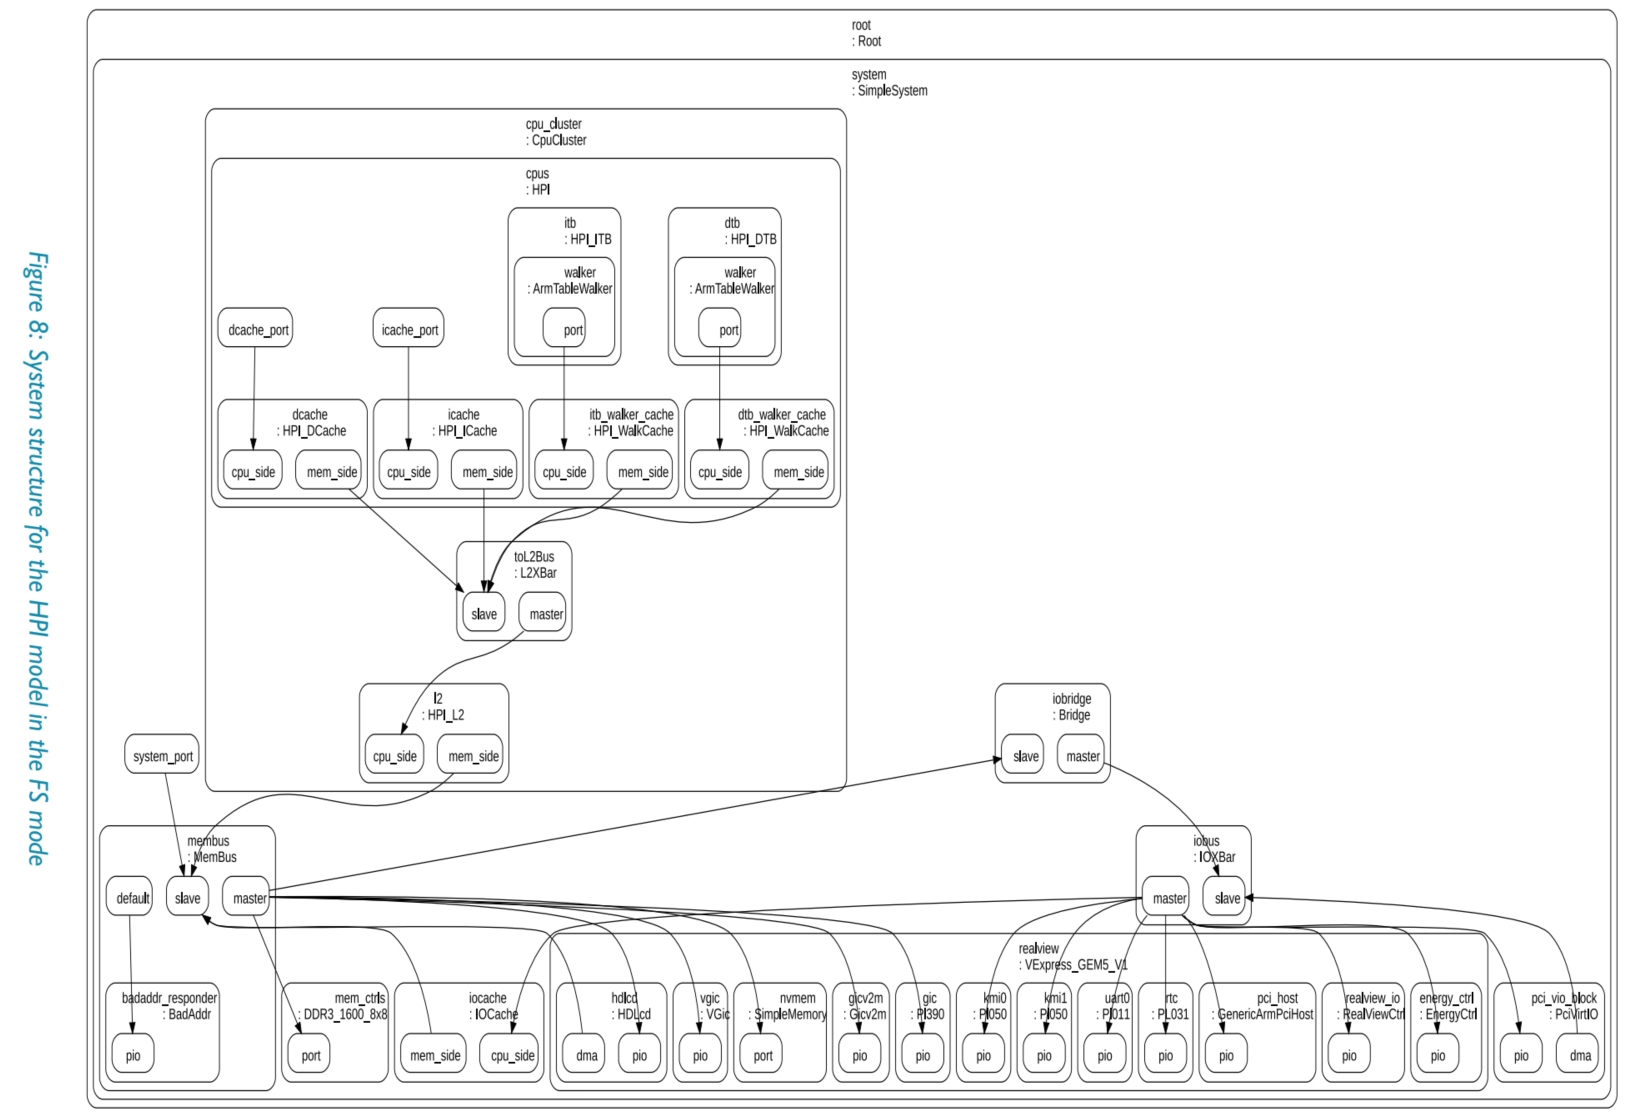 root
: Root
system
: SimpleSystem
cpu_cluster
: CpuCluster
cpus
: HPI
itb
: HPI_ITB
dtb
: HPI_DTB
walker
: ArmTableWalker
walker
: ArmTableWalker
dcache_port
icache_port
port
port
dcache
: HPI_DCache
icache
: HPI_ICache
itb_walker_cache
: HPI_WalkCache
dtb_walker_cache
: HPI_WalkCache
cpu_side
mem_side
cpu_side
mem_side
cpu_side
mem_side
cpu_side
mem_side
toL2Bus
: L2XBar
slave
master
l2
: HPI_L2
iobridge
: Bridge
system_port
cpu_side
mem_side
slave
master
membus
: MemBus
iobus
: IOXBar
default
slave
master
master
slave
realview
: VExpress_GEM5_V1
badaddr_responder
: BadAddr
mem_ctrls
: DDR3_1600_8x8
iocache
: IOCache
hdlcd
: HDLcd
vgic
: VGic
nvmem
: SimpleMemory
gicv2m
: Gicv2m
gic
: Pl390
kmi0
: Pl050
kmi1
: Pl050
uart0
: Pl011
rtc
: PL031
pci_host
: GenericArmPciHost
realview_io
: RealViewCtrl
energy_ctrl
: EnergyCtrl
pci_vio_block
: PciVirtIO
pio
port
mem_side
cpu_side
dma
pio
pio
port
pio
pio
pio
pio
pio
pio
pio
pio
pio
pio
dma
Figure 8: System structure for the HPI model in the FS mode